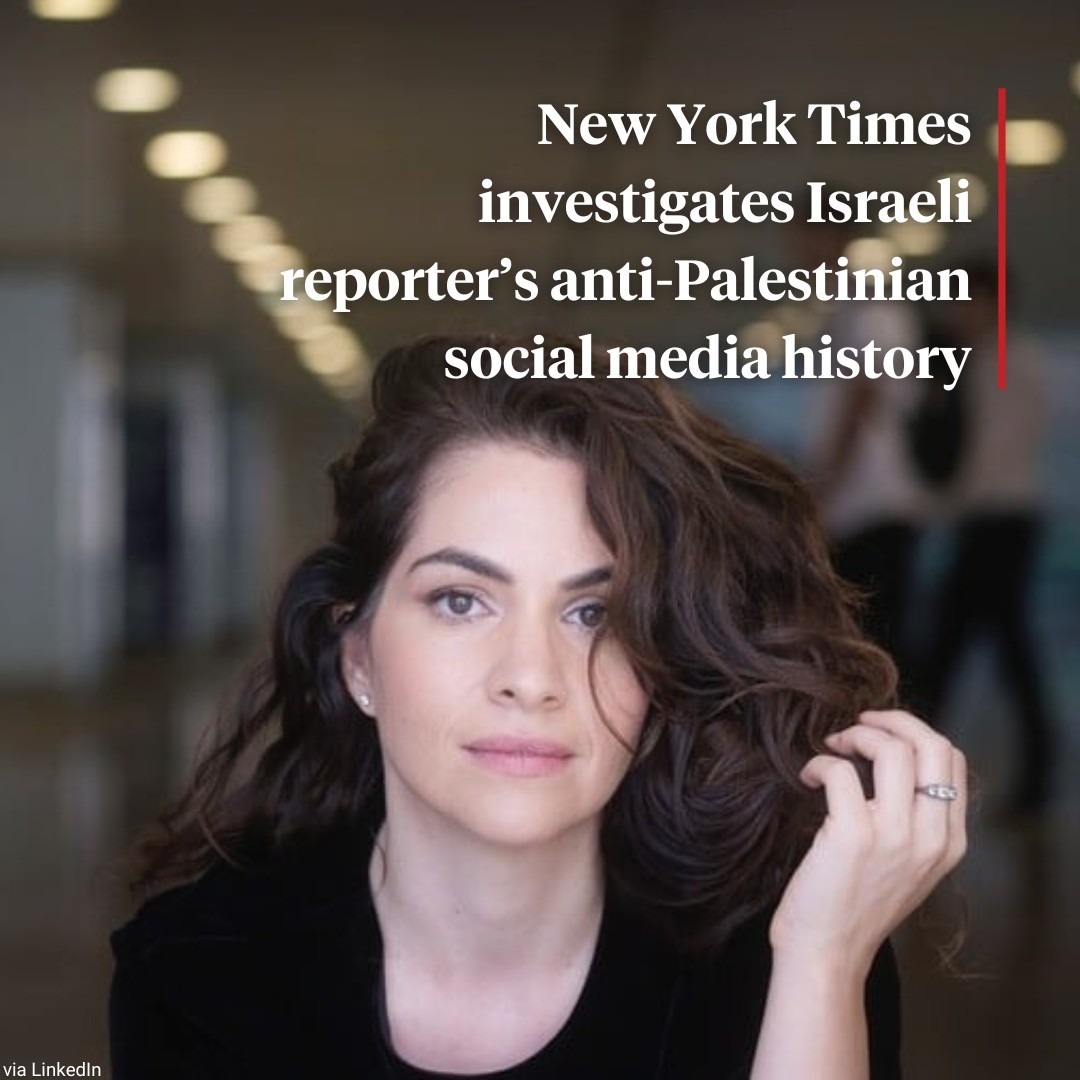 New York Times
investigates Israeli
reporter’s anti-Palestinian
social media history
via LinkedIn